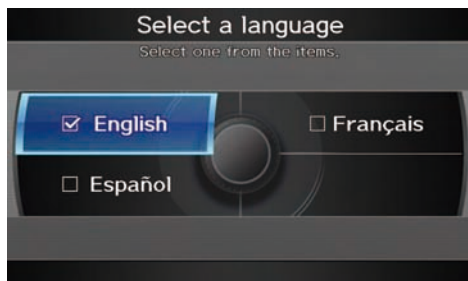 Select a language
Select one from the items.
English
Français
Español